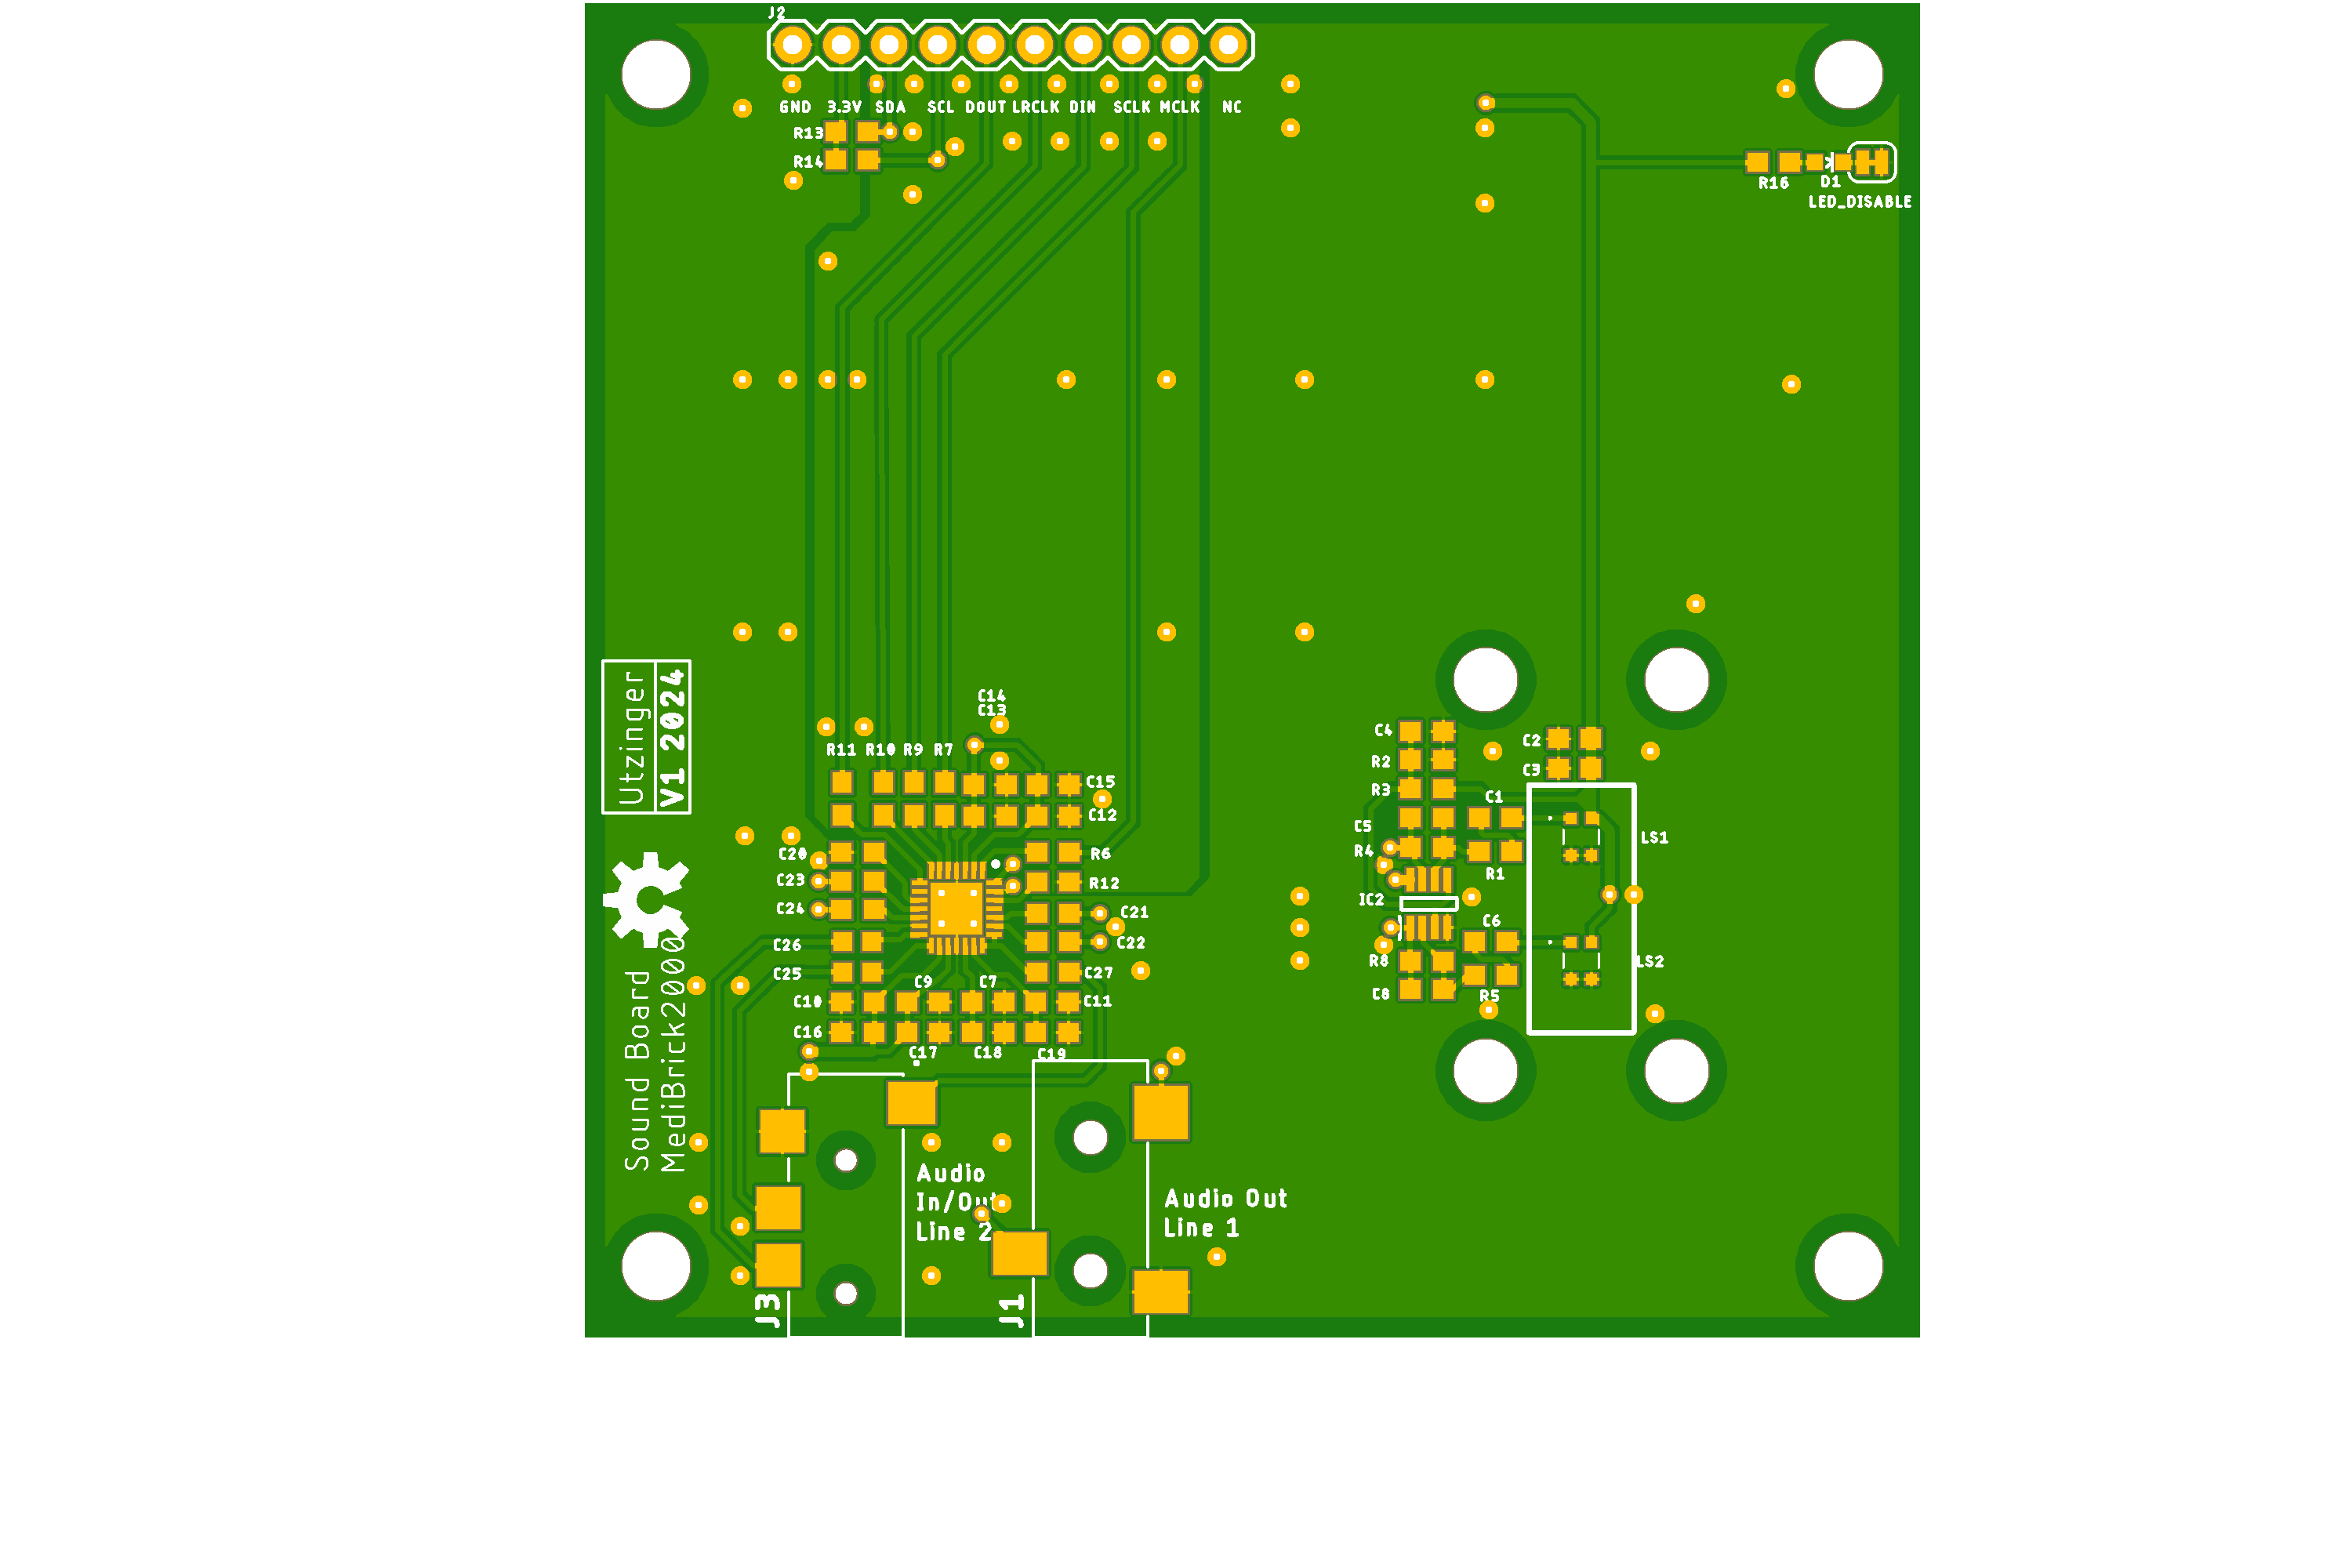 J2
GND 3.3V SDA SCL DOUT LRCLK DIN SCLK MCLK NC
R13
R14
R16
D1
LED_DISABLE
Utzinger
V1 2024
Sound Board
MediBrick2000
C14
C13
R11 R10 R9 R7
C15
C12
C20
C23
C24
C26
C25
C10
C16
R6
R12
C21
C22
C27
C11
C9
C7
C17
C18
C19
C4
R2
R3
C5
R4
IC2
R8
C8
C2
C3
C1
R1
C6
R5
LS1
LS2
Audio
In/Out
Line 2
Audio Out
Line 1
J3
J1